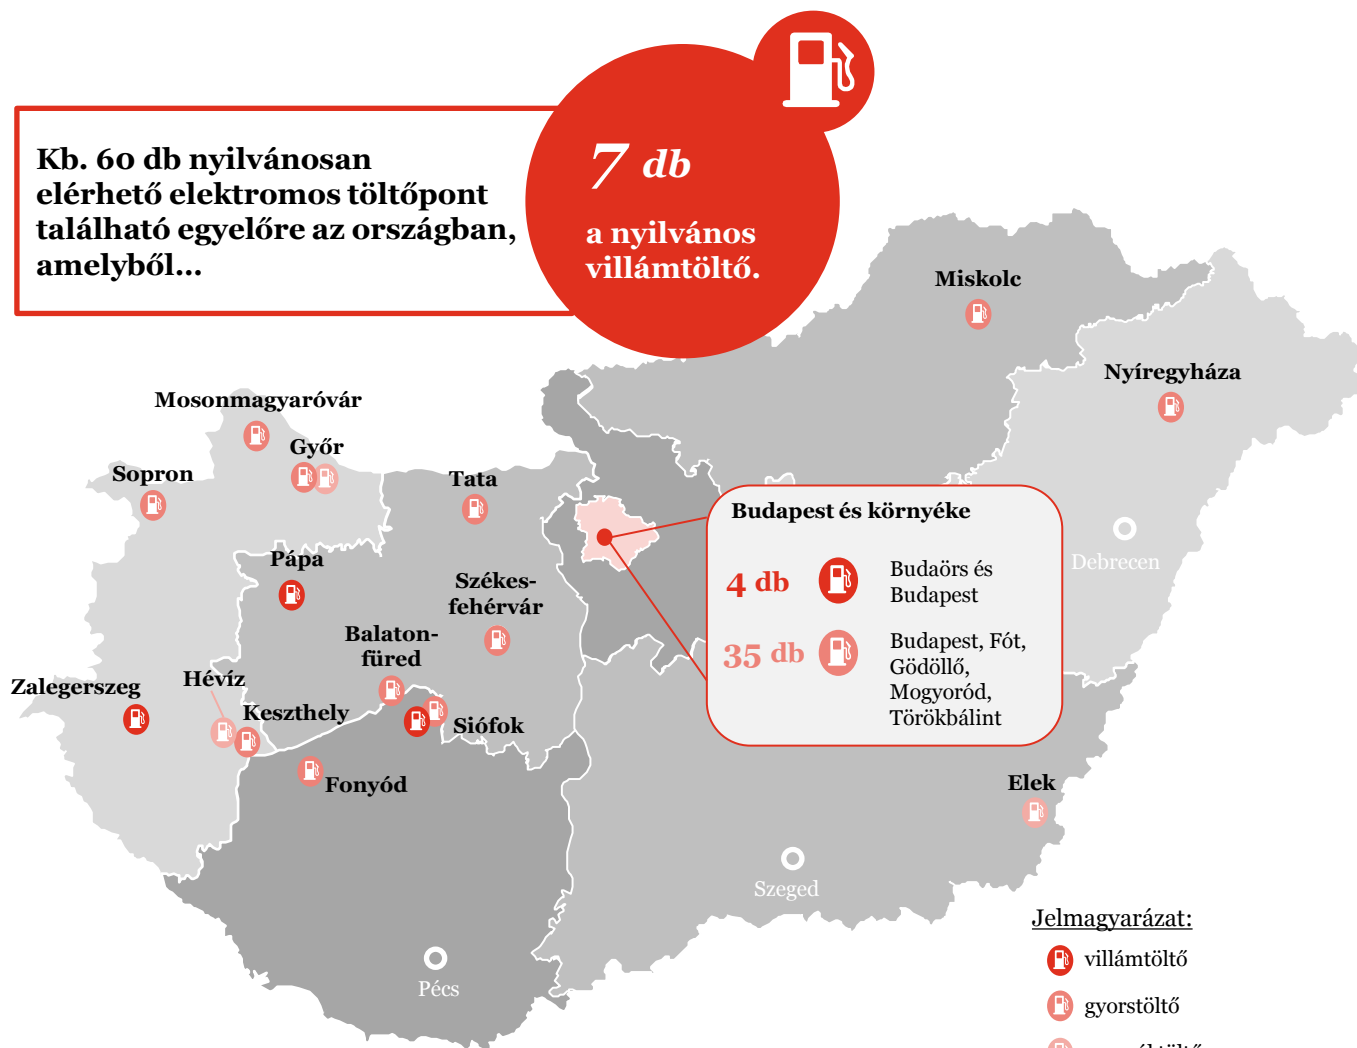 Kb. 60 db nyilvánosan
elérhető elektromos töltőpont
található egyelőre az országban,
amelyből...
7 db
a nyilvános
villámtöltő.
Miskolc
Nyíregyháza
Mosonmagyaróvár
Győr
Sopron
Tata
Pápa
Székes-
fehérvár
Balaton-
füred
Hévíz
Zalegerszeg
Keszthely
Siófok
Fonyód
Budapest és környéke
4 db
Budaörs és
Budapest
35 db
Budapest, Fót,
Gödöllő,
Mogyoród,
Törökbálint
Debrecen
Elek
Szeged
Pécs
Jelmagyarázat:
villámtöltő
gyorstöltő